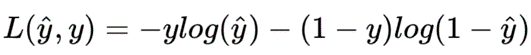 L(ŷ, y) = −ylog(ŷ) − (1 − y)log(1 − ŷ)